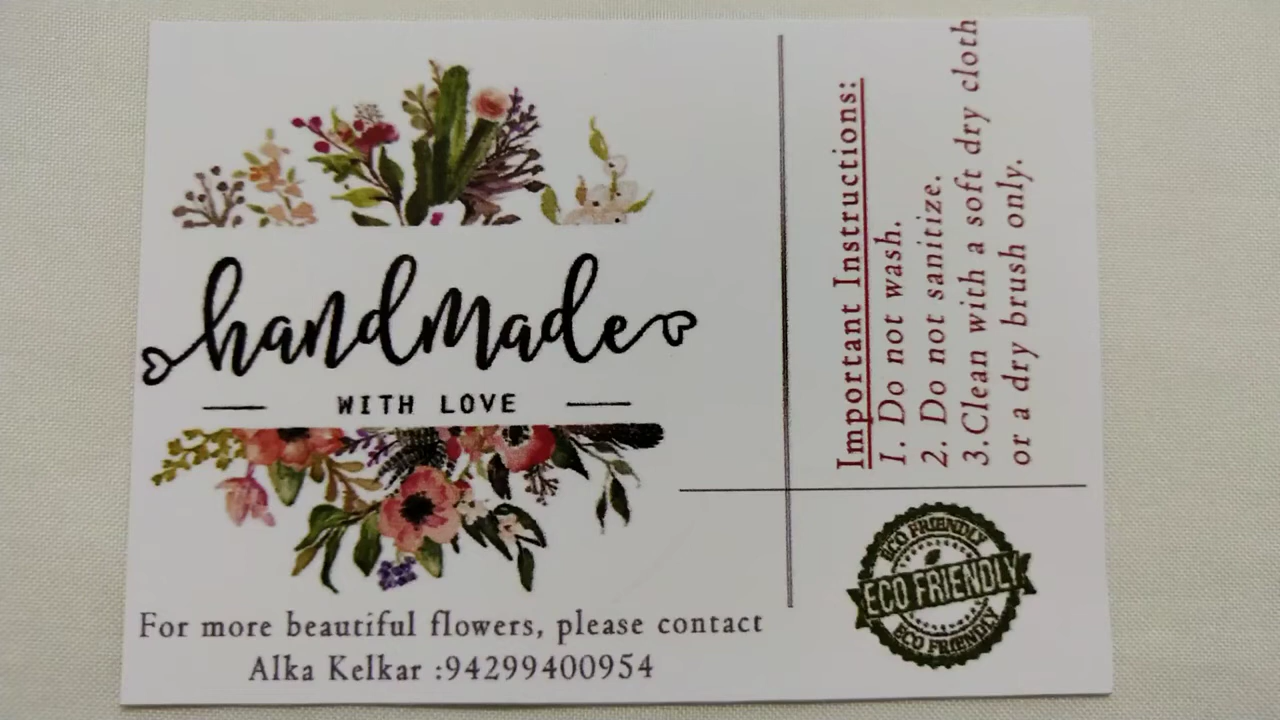 handmade
WITH LOVE
For more beautiful flowers, please contact
Alka Kelkar :94299400954
Important Instructions:
1. Do not wash.
2. Do not sanitize.
3.Clean with a soft dry cloth
or a dry brush only.
ECO FRIENDLY
ECO FRIENDLY
ECO FRIENDLY